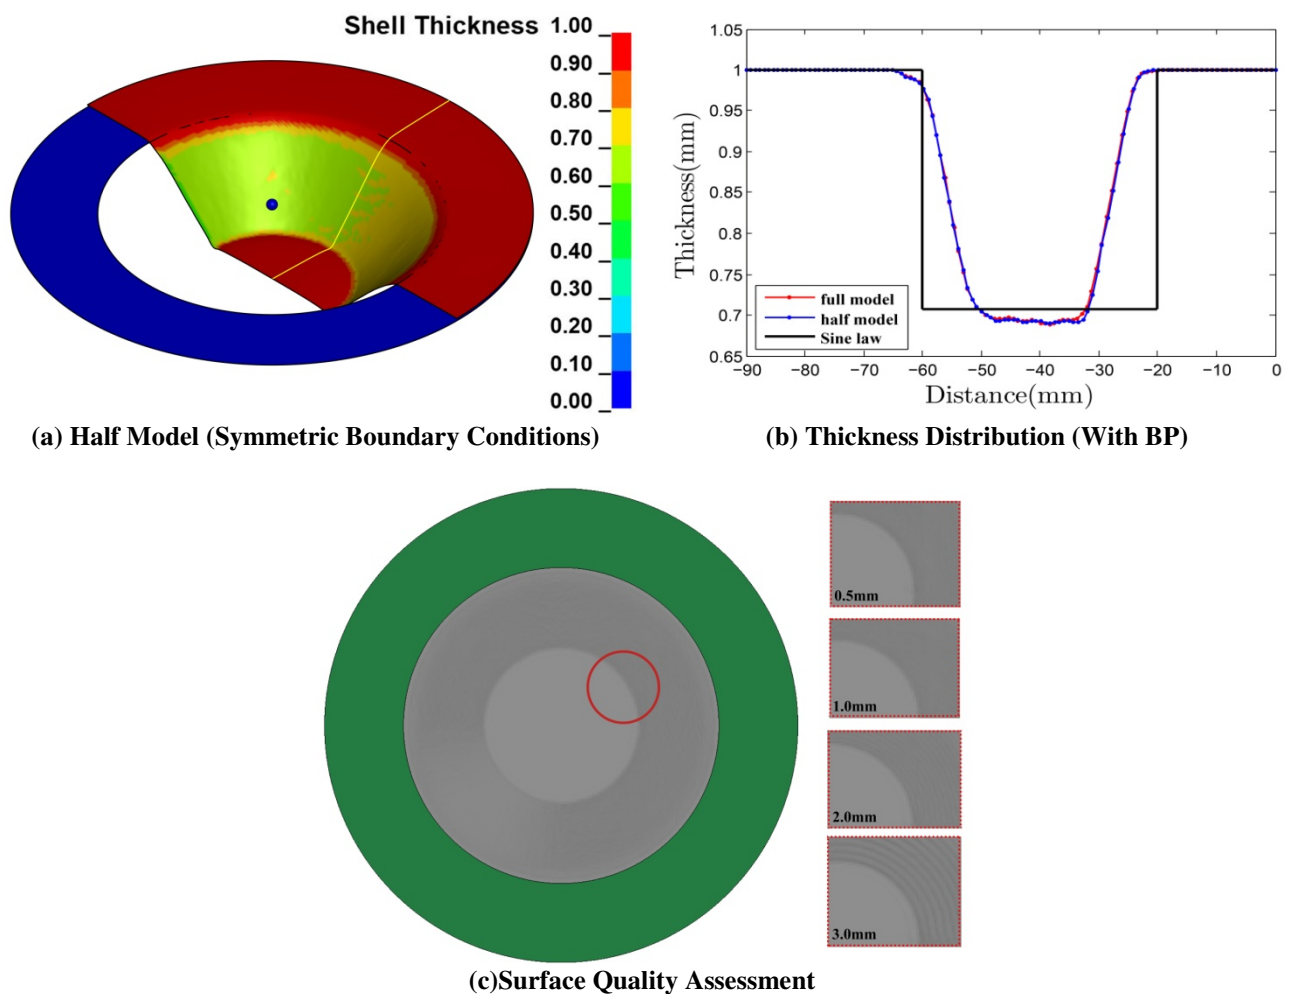 Shell Thickness
1.00
0.90
0.80
0.70
0.60
0.50
0.40
0.30
0.20
0.10
0.00
(a) Half Model (Symmetric Boundary Conditions)
1.05
1
0.95
0.9
0.85
0.8
0.75
0.7
0.65
Thickness(mm)
full model
half model
Sine law
−90 −80 −70 −60 −50 −40 −30 −20 −10 0
Distance(mm)
(b) Thickness Distribution (With BP)
0.5mm
1.0mm
2.0mm
3.0mm
(c)Surface Quality Assessment